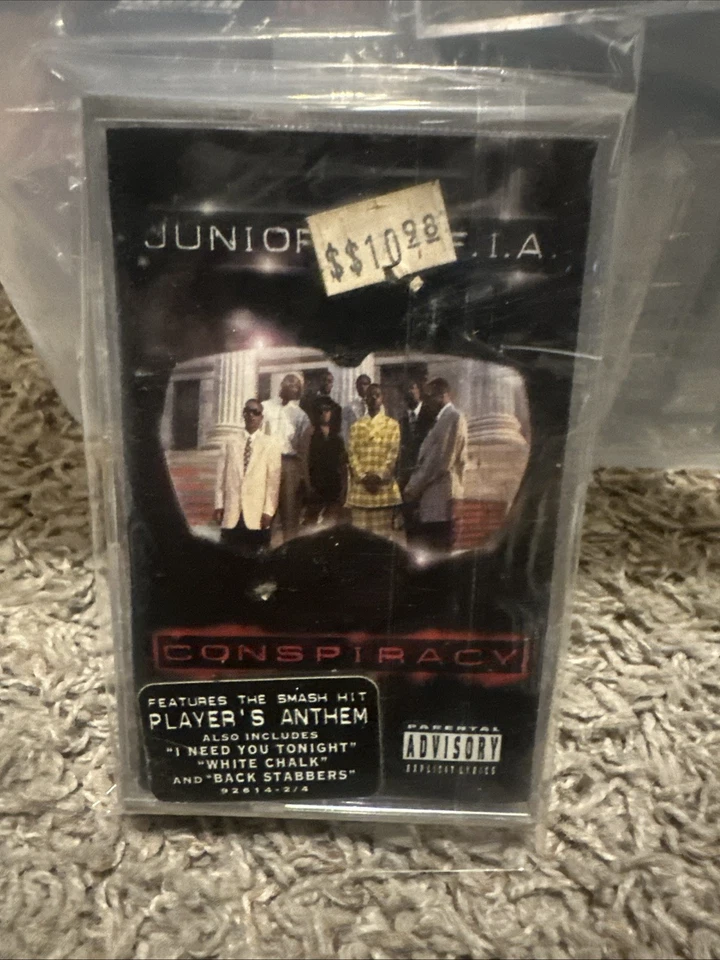 JUNIOR F.I.A.
$$10.98
CONSPIRACY
FEATURES THE SMASH HIT
PLAYER'S ANTHEM
ALSO INCLUDES
"I NEED YOU TONIGHT"
"WHITE CHALK"
AND "BACK STABBERS"
92614-2/4
PARENTAL
ADVISORY
EXPLICIT LYRICS